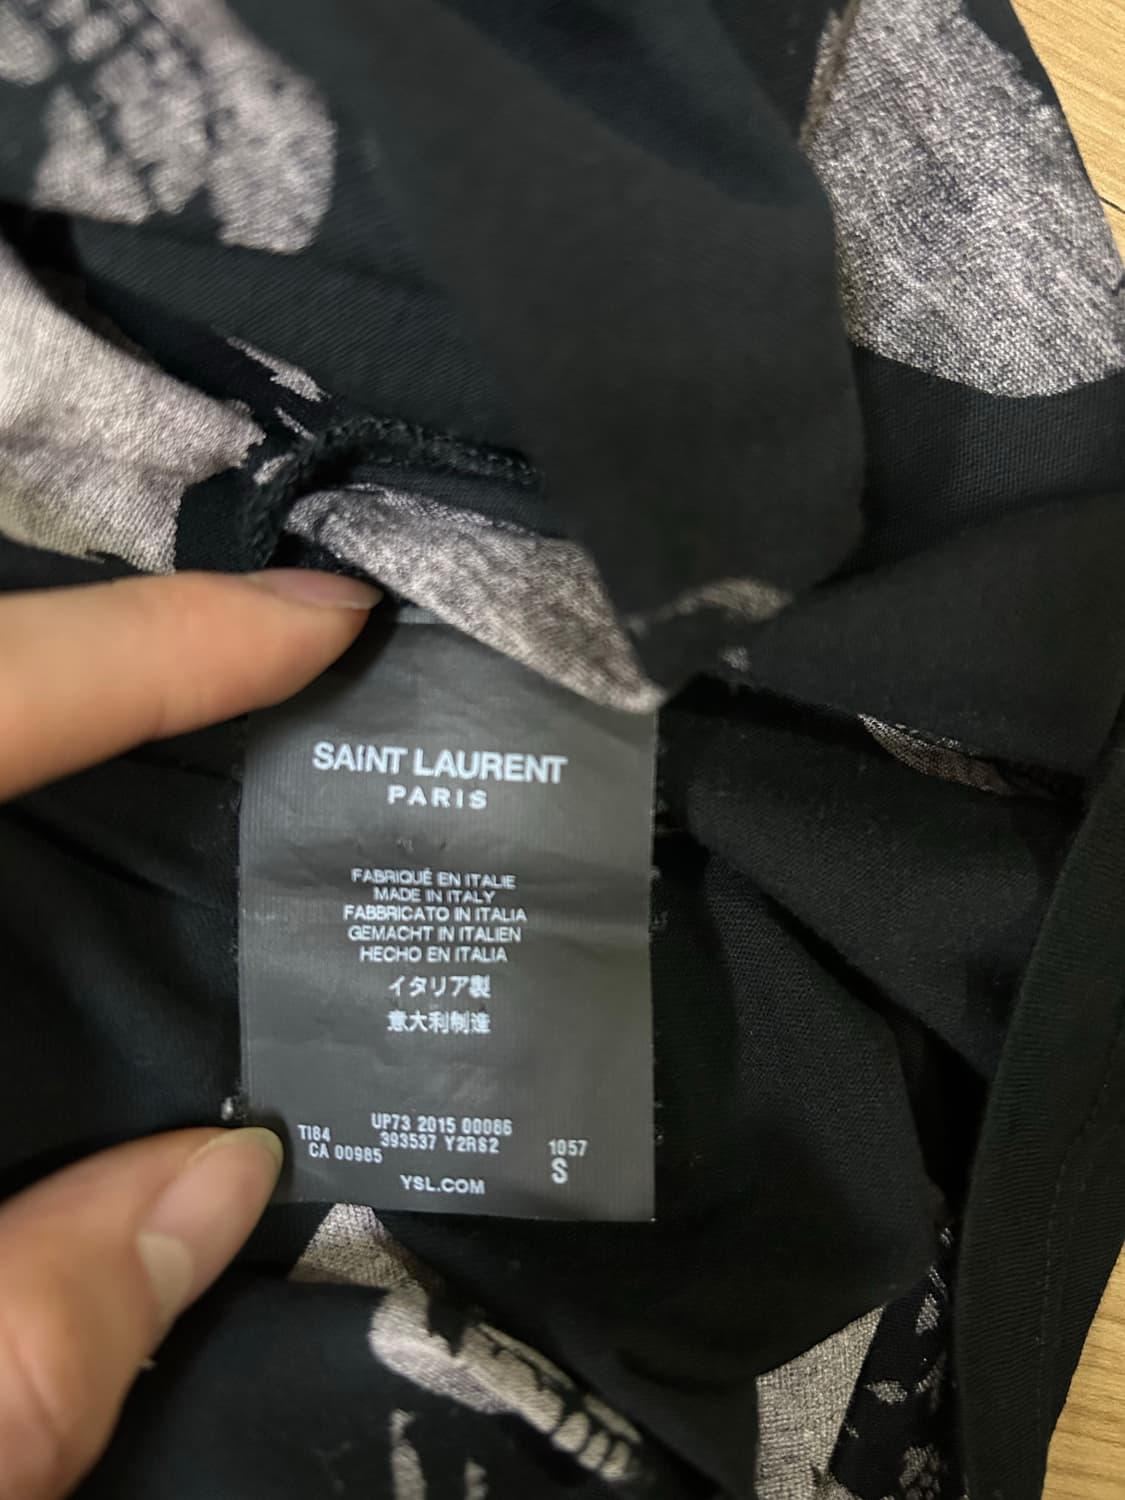 SAINT LAURENT
PARIS
FABRIQUÉ EN ITALIE
MADE IN ITALY
FABBRICATO IN ITALIA
GEMACHT IN ITALIEN
HECHO EN ITALIA
イタリア製
意大利制造
UP73 2015 00086
TI84 393537 Y2RS2 1057
CA 00985 S
YSL.COM